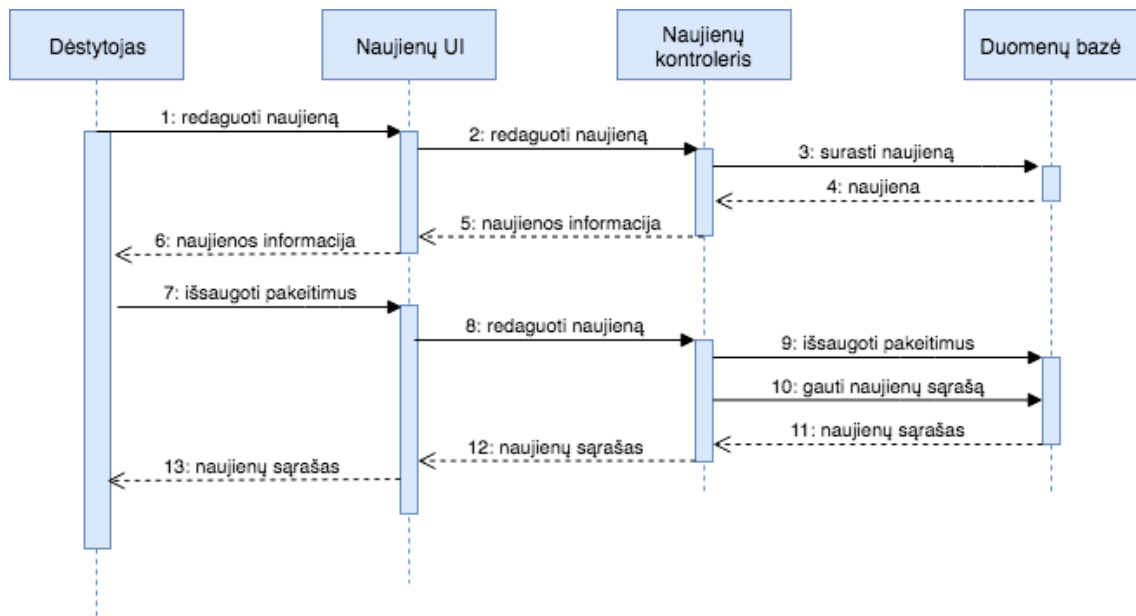 Dėstytojas
Naujienų UI
Naujienų
kontroleris
Duomenų bazė
1: redaguoti naujieną
2: redaguoti naujieną
3: surasti naujieną
4: naujiena
5: naujienos informacija
6: naujienos informacija
7: išsaugoti pakeitimus
8: redaguoti naujieną
9: išsaugoti pakeitimus
10: gauti naujienų sąrašą
11: naujienų sąrašas
12: naujienų sąrašas
13: naujienų sąrašas